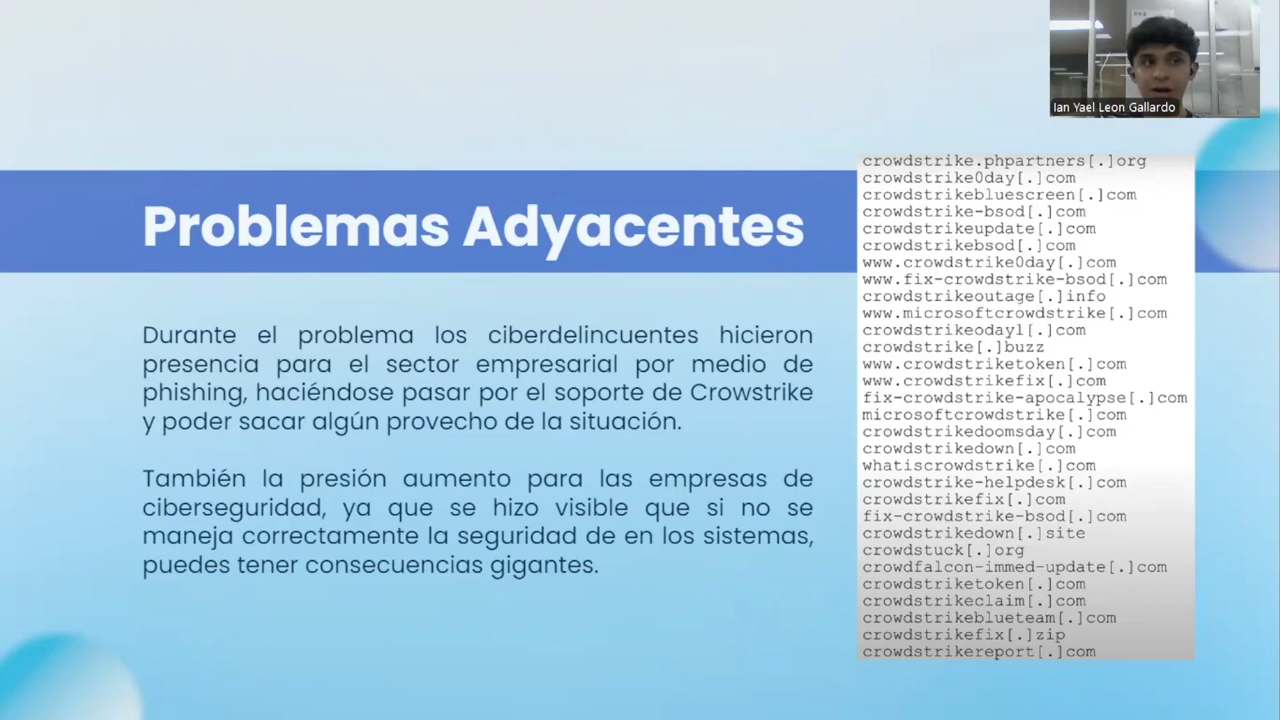 Ian Yael Leon Gallardo
Problemas Adyacentes
Durante el problema los ciberdelincuentes hicieron
presencia para el sector empresarial por medio de
phishing, haciéndose pasar por el soporte de Crowstrike
y poder sacar algún provecho de la situación.
También la presión aumento para las empresas de
ciberseguridad, ya que se hizo visible que si no se
maneja correctamente la seguridad de en los sistemas,
puedes tener consecuencias gigantes.
crowdstrike.phpartners[.]org
crowdstrike0day[.]com
crowdstrikebluescreen[.]com
crowdstrike-bsod[.]com
crowdstrikeupdate[.]com
crowdstrikebsod[.]com
www.crowdstrike0day[.]com
www.fix-crowdstrike-bsod[.]com
crowdstrikeoutage[.]info
www.microsoftcrowdstrike[.]com
crowdstrikeodayl[.]com
crowdstrike[.]buzz
www.crowdstriketoken[.]com
www.crowdstrikefix[.]com
fix-crowdstrike-apocalypse[.]com
microsoftcrowdstrike[.]com
crowdstrikedoomsday[.]com
crowdstrikedown[.]com
whatiscrowdstrike[.]com
crowdstrike-helpdesk[.]com
crowdstrikefix[.]com
fix-crowdstrike-bsod[.]com
crowdstrikedown[.]site
crowdstuck[.]org
crowdfalcon-immed-update[.]com
crowdstriketoken[.]com
crowdstrikeclaim[.]com
crowdstrikeblueteam[.]com
crowdstrikefix[.]zip
crowdstrikereport[.]com